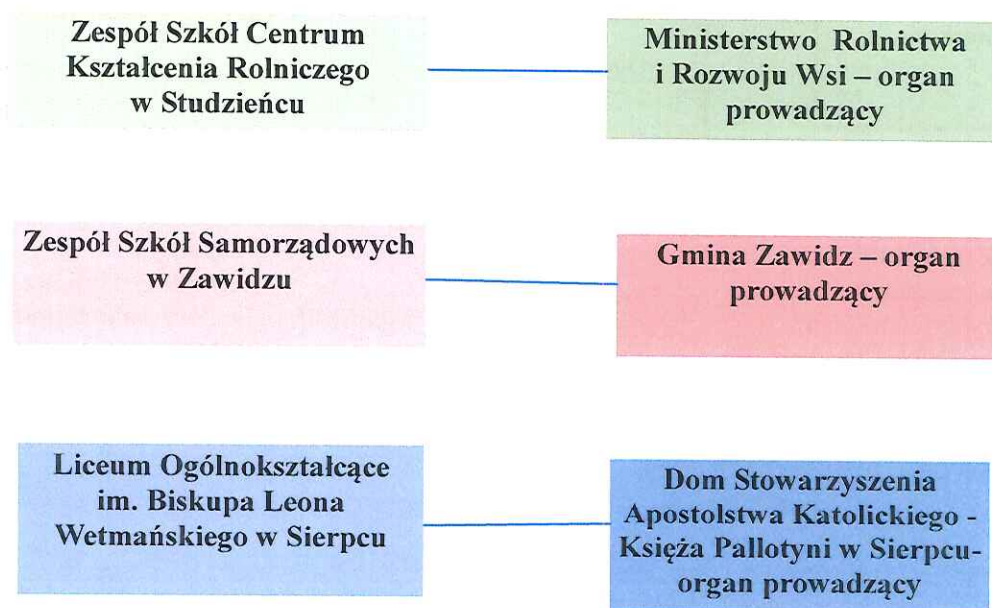 Zespół Szkół Centrum
Kształcenia Rolniczego
w Studzieńcu
Ministerstwo Rolnictwa
i Rozwoju Wsi – organ
prowadzący
Zespół Szkół Samorządowych
w Zawidzu
Gmina Zawidz – organ
prowadzący
Liceum Ogólnokształcące
im. Biskupa Leona
Wetmańskiego w Sierpcu
Dom Stowarzyszenia
Apostolstwa Katolickiego -
Księża Pallotyni w Sierpcu-
organ prowadzący